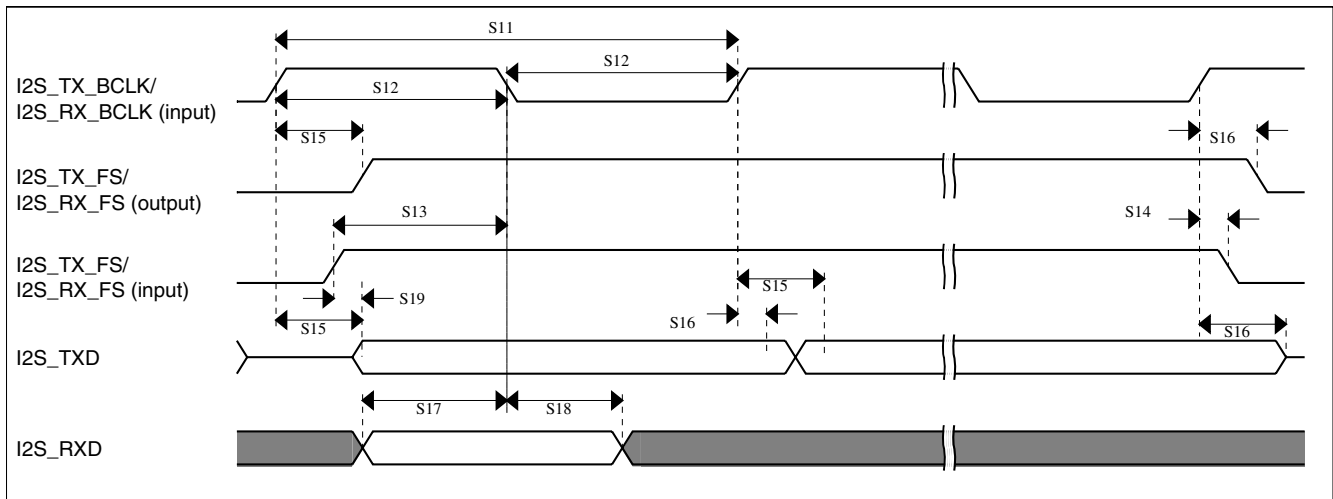 S11
I2S_TX_BCLK/
I2S_RX_BCLK (input)
S12
S12
S15
S16
I2S_TX_FS/
I2S_RX_FS (output)
S13
S14
I2S_TX_FS/
I2S_RX_FS (input)
S15
S19
S15
S16
S16
I2S_TXD
S17
S18
I2S_RXD